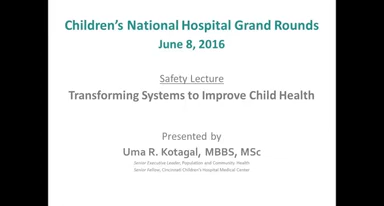 Children's National Hospital Grand Rounds
June 8, 2016
Safety Lecture
Transforming Systems to Improve Child Health
Presented by
Uma R. Kotagal, MBBS, MSc
Senior Executive Leader, Population and Community Health
Senior Fellow, Cincinnati Children's Hospital Medical Center